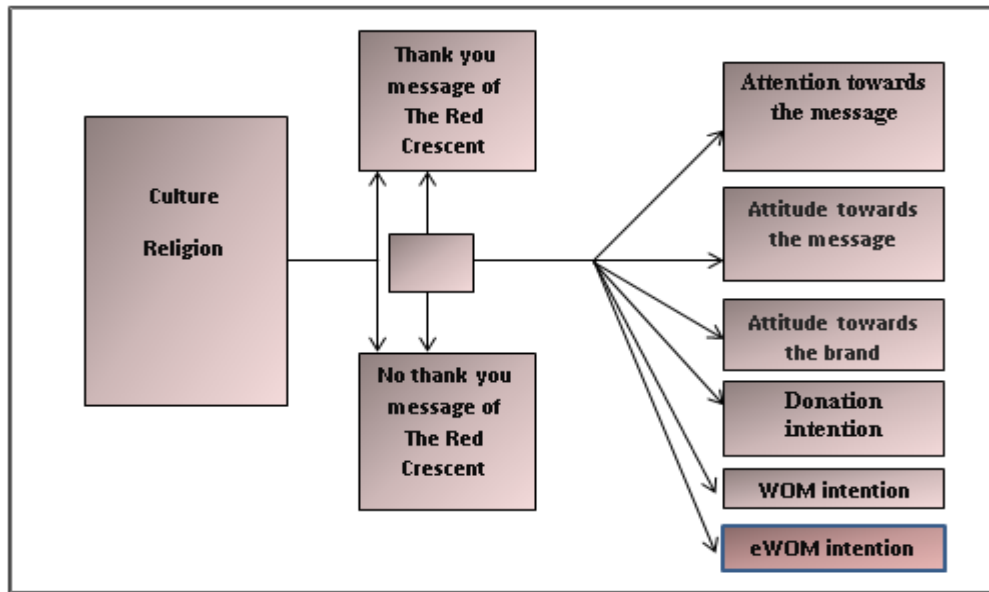 Culture
Religion
Thank you
message of
The Red
Crescent
No thank you
message of
The Red
Crescent
Attention towards
the message
Attitude towards
the message
Attitude towards
the brand
Donation
intention
WOM intention
eWOM intention